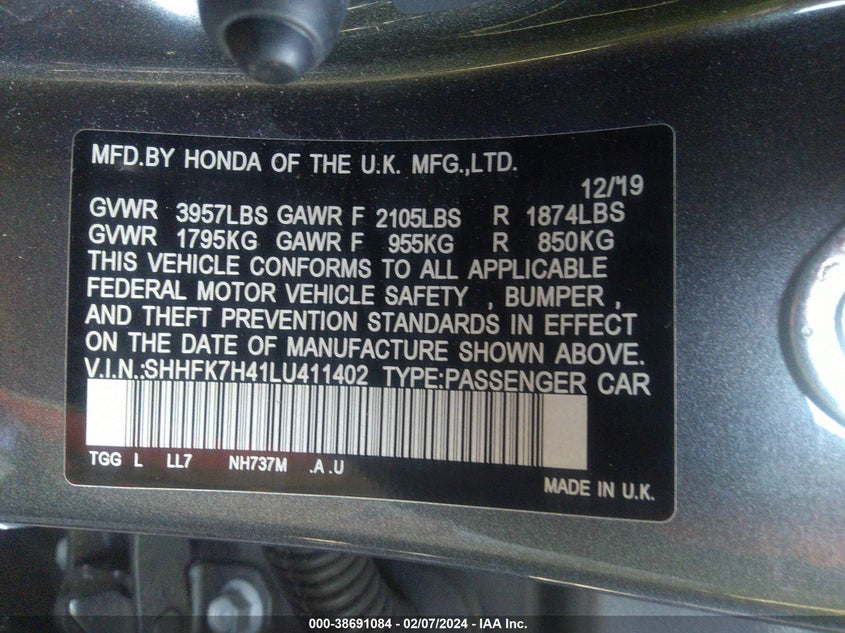 MFD.BY HONDA OF THE U.K. MFG.,LTD.
12/'19
GVWR 3957LBS GAWR F 2105LBS R 1874LBS
GVWR 1795KG GAWR F 955KG R 850KG
THIS VEHICLE CONFORMS TO ALL APPLICABLE
FEDERAL MOTOR VEHICLE SAFETY , BUMPER ,
AND THEFT PREVENTION STANDARDS IN EFFECT
ON THE DATE OF MANUFACTURE SHOWN ABOVE.
V.I.N.:SHHFK7H41LU411402 TYPE:PASSENGER CAR
TGG L LL7 NH737M .A .U
MADE IN U.K.
000-38691084 - 02/07/2024 - IAA Inc.